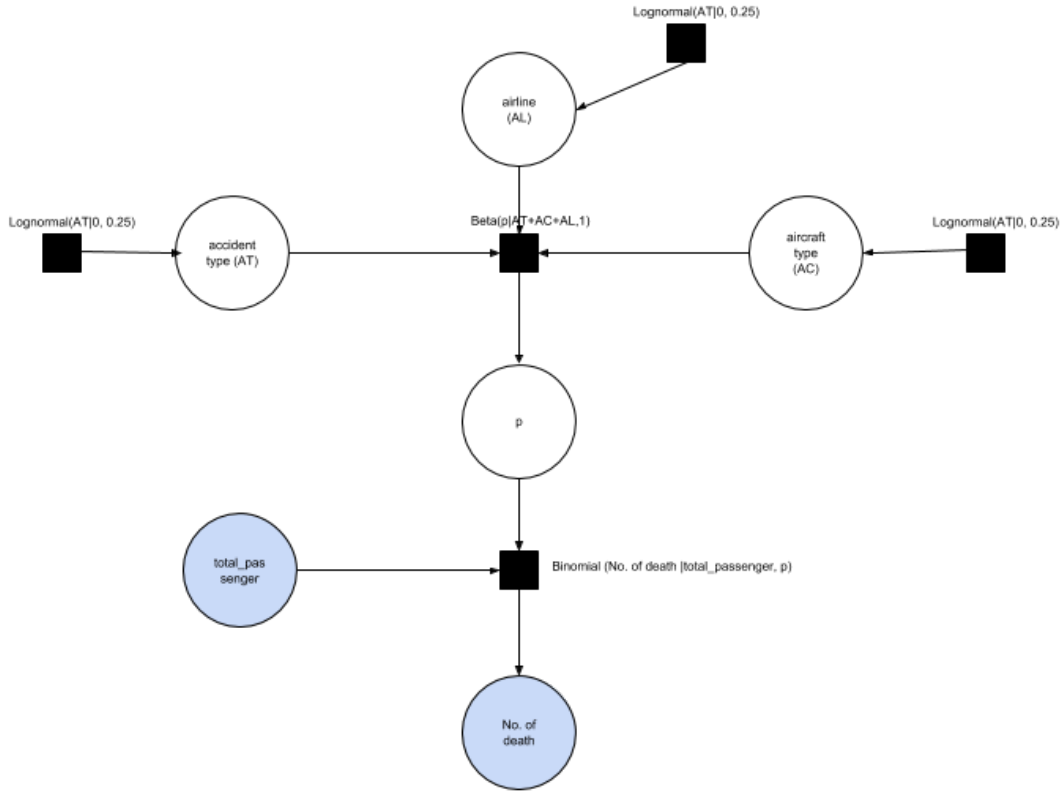 Lognormal(AT|0, 0.25)
airline
(AL)
Lognormal(AT|0, 0.25)
Beta(p|AT+AC+AL,1)
Lognormal(AT|0, 0.25)
accident
type (AT)
aircraft
type
(AC)
p
total_pas
senger
Binomial (No. of death |total_passenger, p)
No. of
death